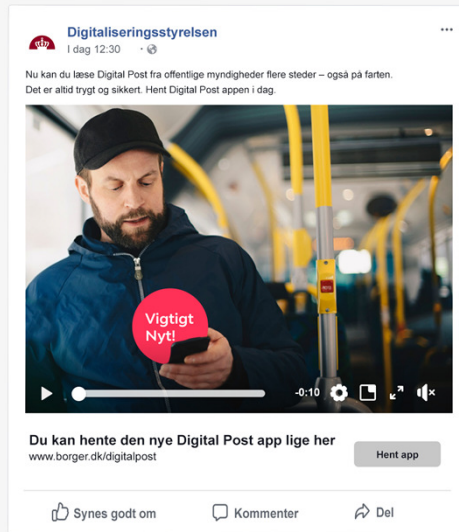 Digitaliseringsstyrelsen
I dag 12:30
Nu kan du læse Digital Post fra offentlige myndigheder flere steder – også på farten.
Det er altid trygt og sikkert. Hent Digital Post appen i dag.
Vigtigt
Nyt!
-0:10
Du kan hente den nye Digital Post app lige her
www.borger.dk/digitalpost
Hent app
Synes godt om
Kommenter
Del